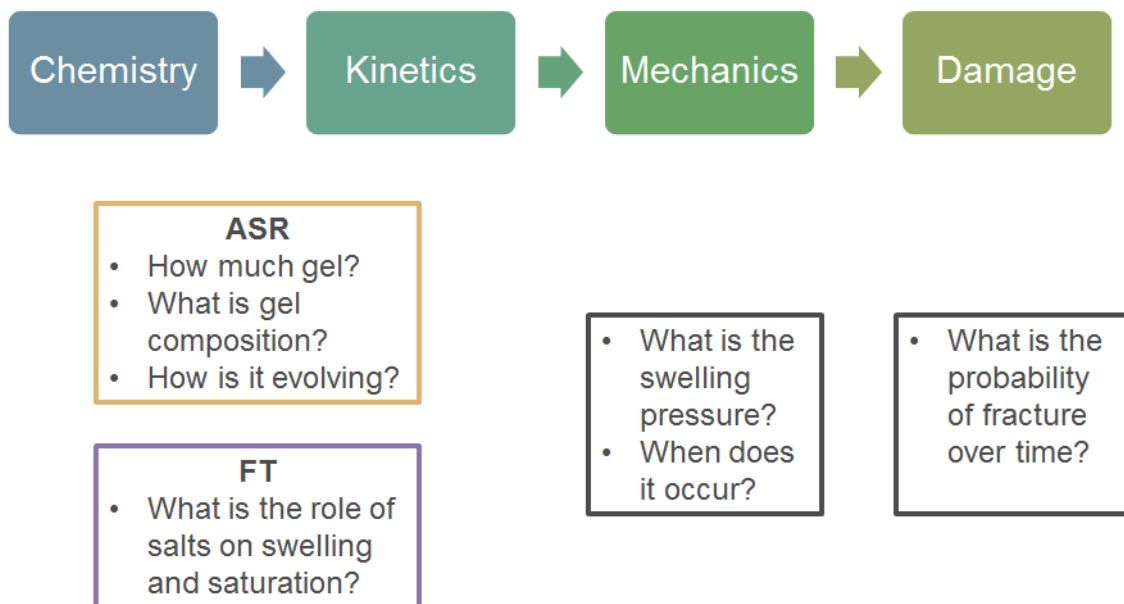 Chemistry
Kinetics
Mechanics
Damage
ASR
• How much gel?
• What is gel
composition?
• How is it evolving?
FT
• What is the role of
salts on swelling
and saturation?
• What is the
swelling
pressure?
• When does
it occur?
• What is the
probability
of fracture
over time?